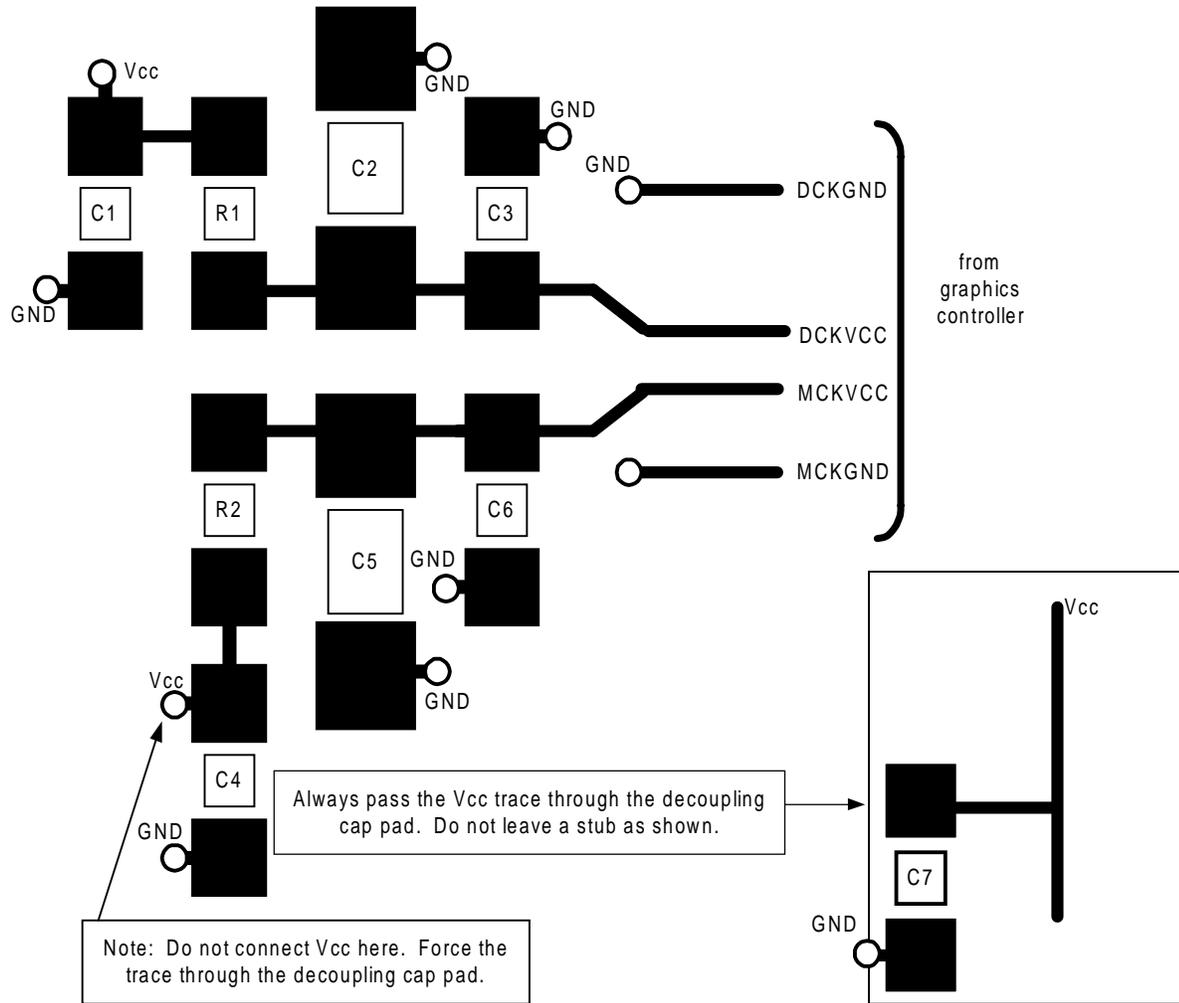 Vcc
GND
GND
GND
C2
DCKGND
C1
R1
C3
from
graphics
controller
GND
DCKVCC
MCKVCC
MCKGND
R2
C6
C5
GND
Vcc
Vcc
GND
C4
Always pass the Vcc trace through the decoupling
cap pad. Do not leave a stub as shown.
GND
C7
GND
Note: Do not connect Vcc here. Force the
trace through the decoupling cap pad.